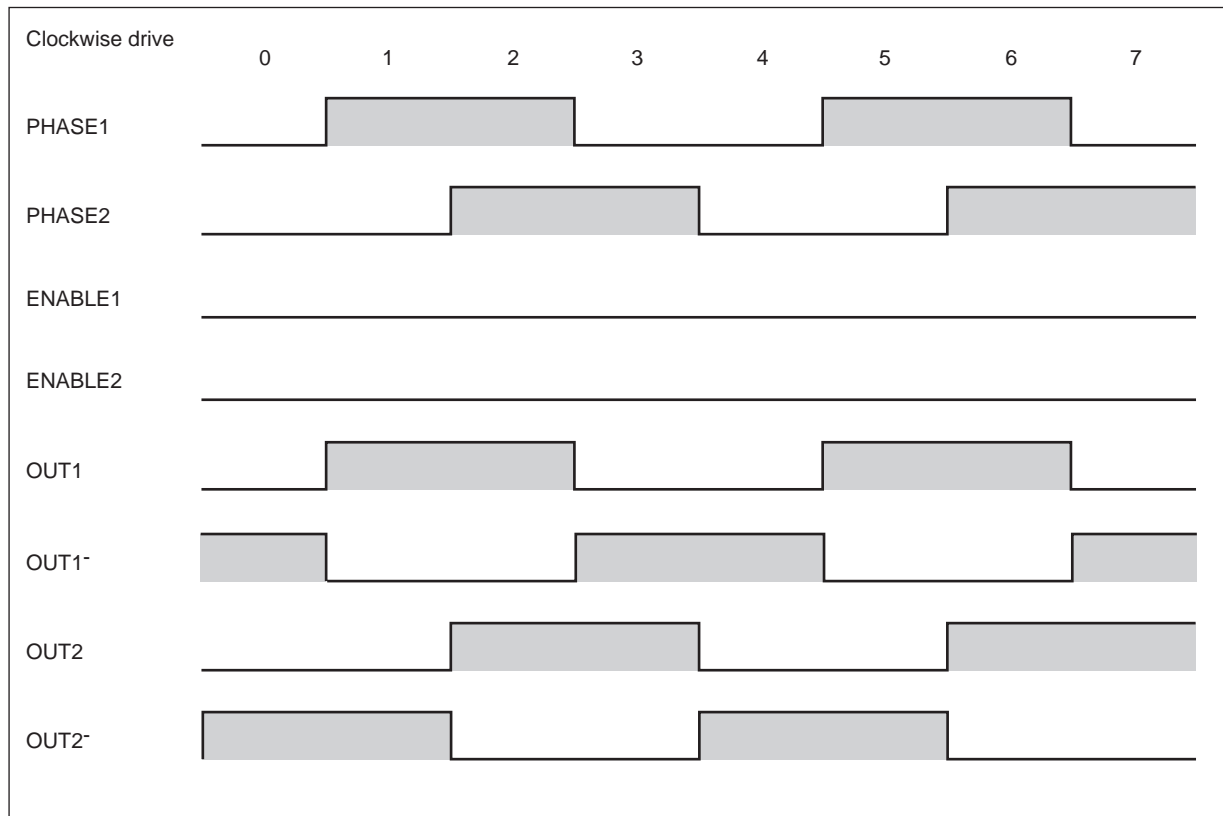 Clockwise drive
0 1 2 3 4 5 6 7
PHASE1
PHASE2
ENABLE1
ENABLE2
OUT1
OUT1-
OUT2
OUT2-